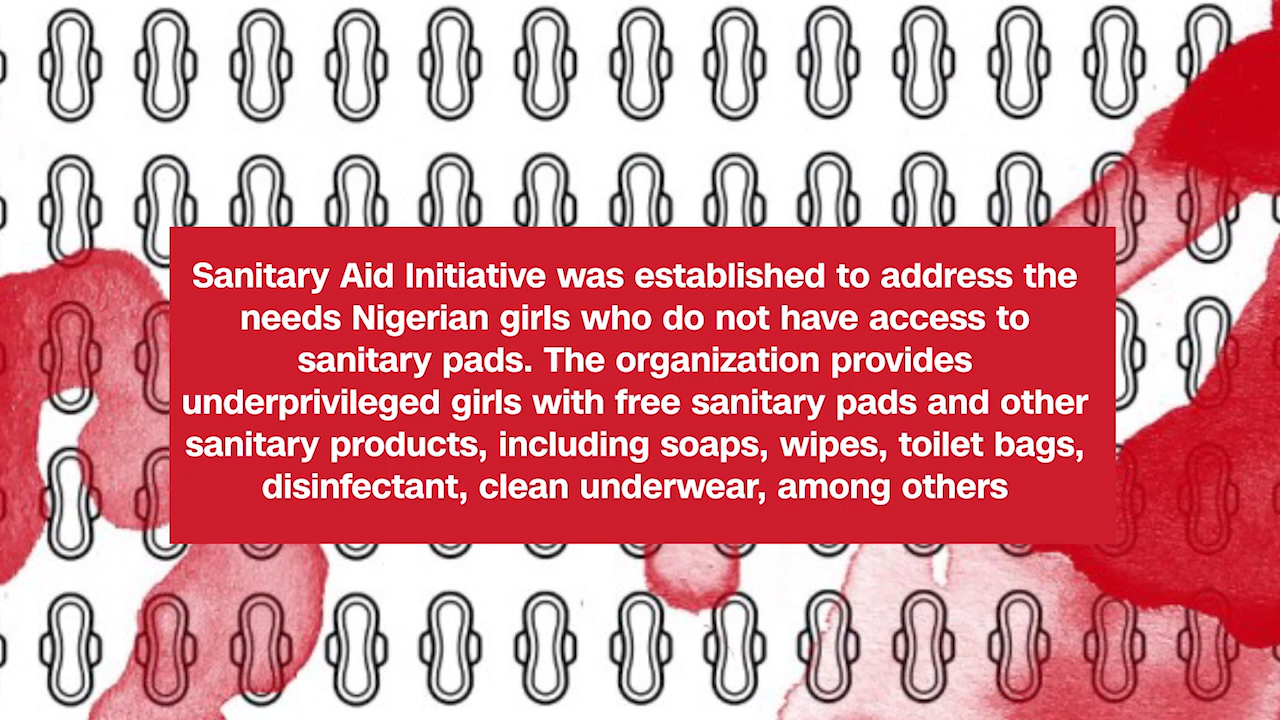 Sanitary Aid Initiative was established to address the
needs Nigerian girls who do not have access to
sanitary pads. The organization provides
underprivileged girls with free sanitary pads and other
sanitary products, including soaps, wipes, toilet bags,
disinfectant, clean underwear, among others